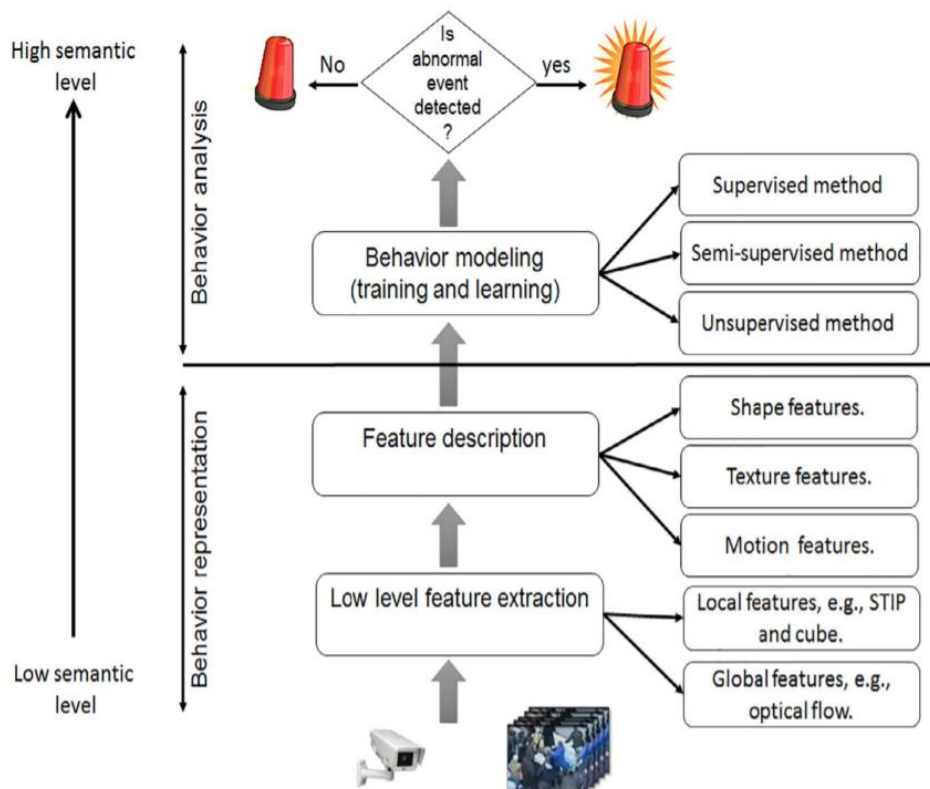 High semantic
level
Low semantic
level
Behavior analysis
Behavior representation
Is
abnormal
event
detected
?
No
yes
Behavior modeling
(training and learning)
Supervised method
Semi-supervised method
Unsupervised method
Feature description
Shape features.
Texture features.
Motion features.
Low level feature extraction
Local features, e.g., STIP
and cube.
Global features, e.g.,
optical flow.